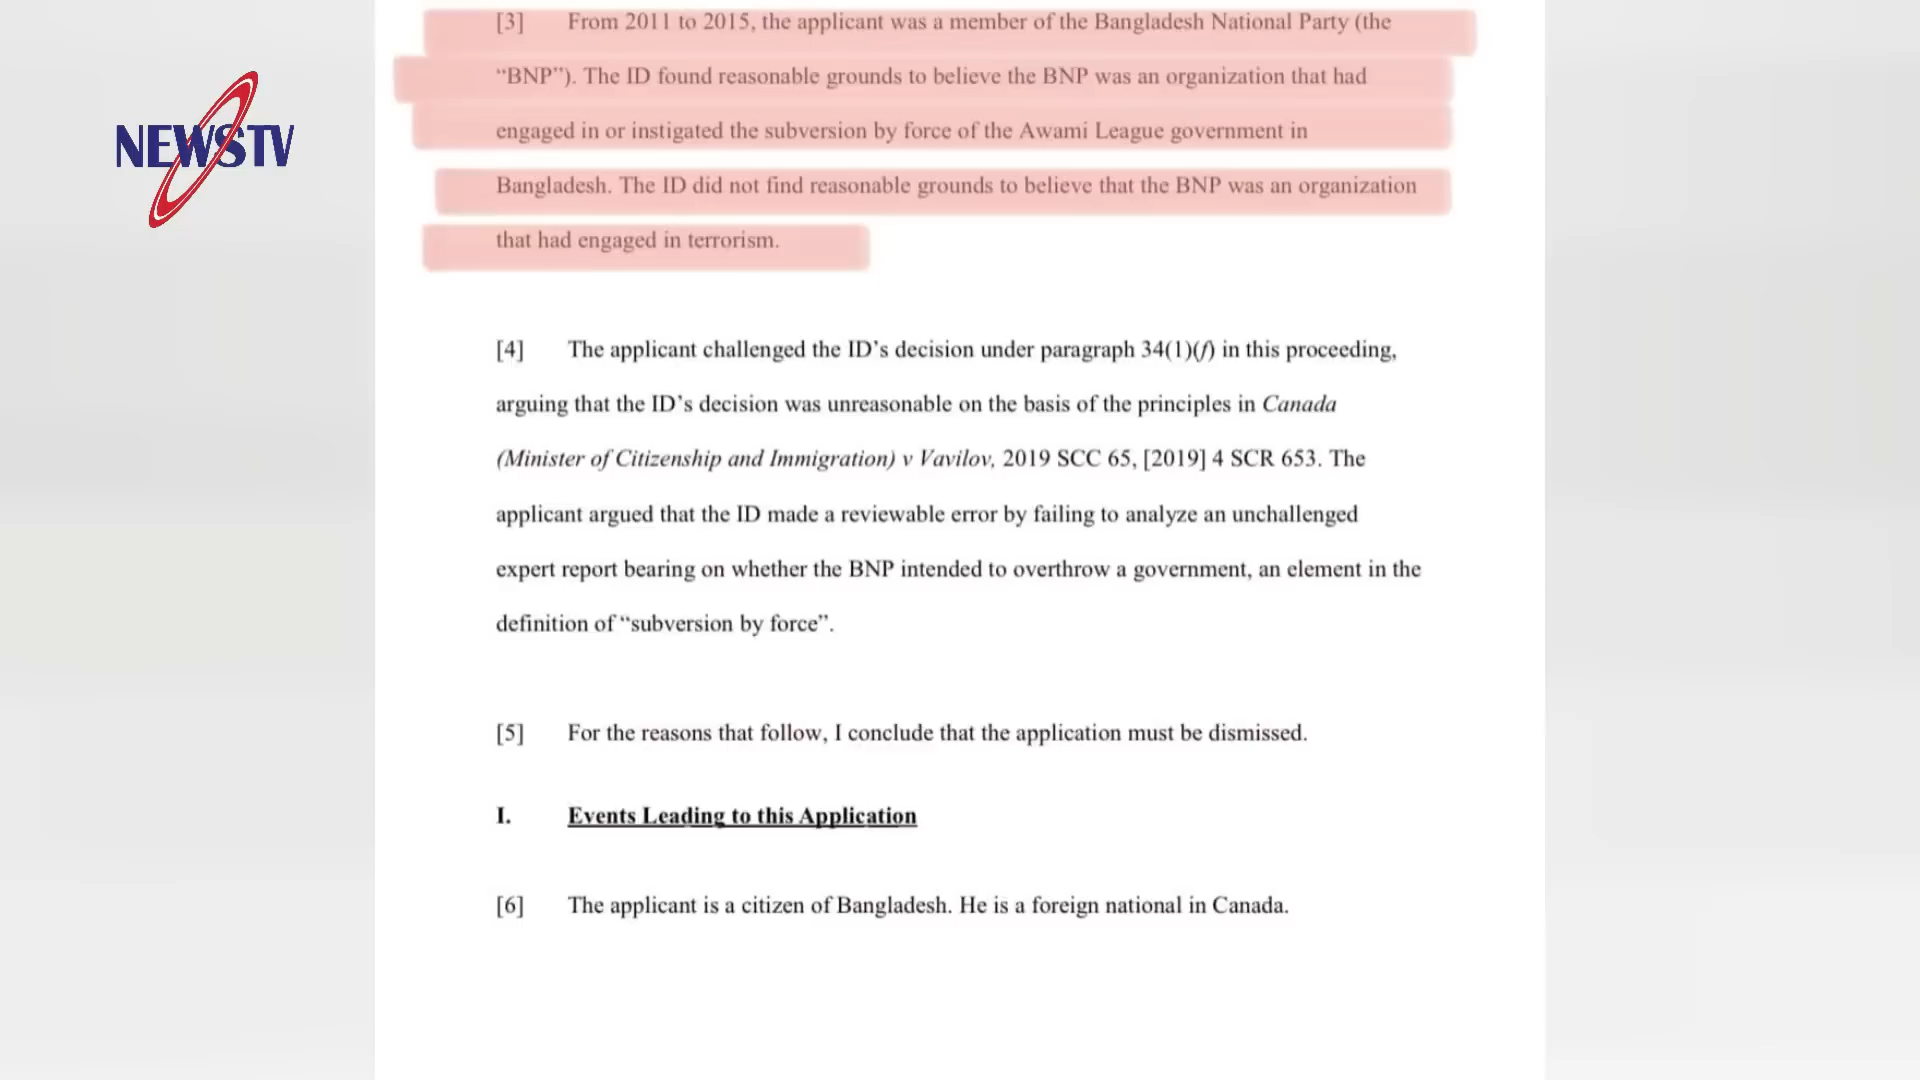 NEWSTV
[3] From 2011 to 2015, the applicant was a member of the Bangladesh National Party (the
“BNP”). The ID found reasonable grounds to believe the BNP was an organization that had
engaged in or instigated the subversion by force of the Awami League government in
Bangladesh. The ID did not find reasonable grounds to believe that the BNP was an organization
that had engaged in terrorism.
[4] The applicant challenged the ID’s decision under paragraph 34(1)(f) in this proceeding,
arguing that the ID’s decision was unreasonable on the basis of the principles in Canada
(Minister of Citizenship and Immigration) v Vavilov, 2019 SCC 65, [2019] 4 SCR 653. The
applicant argued that the ID made a reviewable error by failing to analyze an unchallenged
expert report bearing on whether the BNP intended to overthrow a government, an element in the
definition of “subversion by force”.
[5] For the reasons that follow, I conclude that the application must be dismissed.
I. Events Leading to this Application
[6] The applicant is a citizen of Bangladesh. He is a foreign national in Canada.